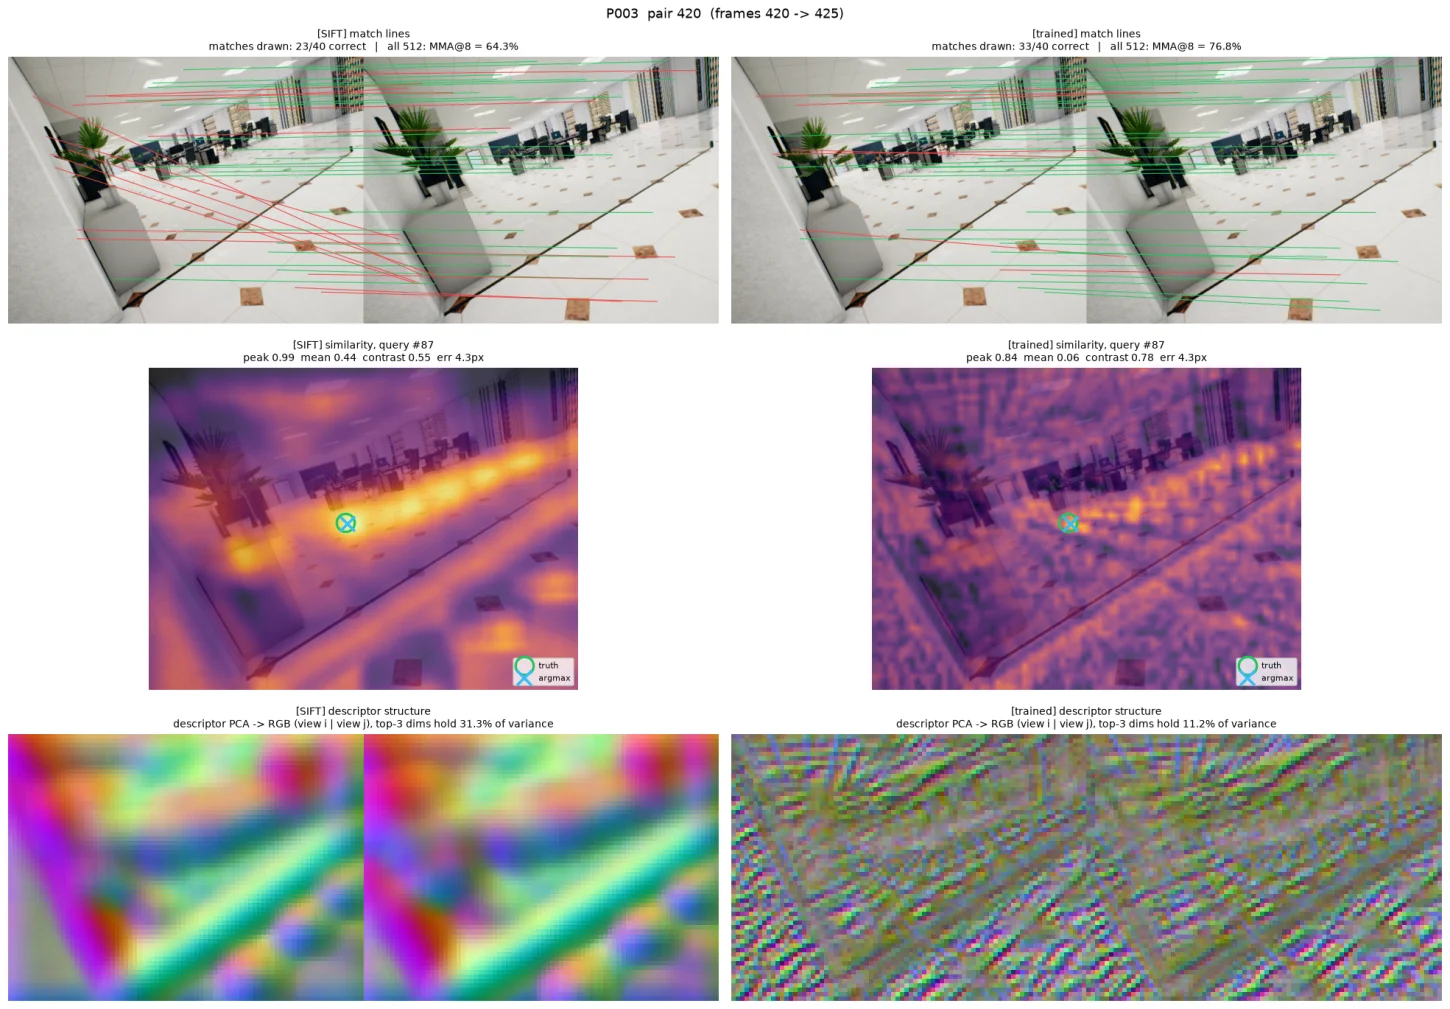 P003 pair 420 (frames 420 -> 425)
[SIFT] match lines
matches drawn: 23/40 correct | all 512: MMA@8 = 64.3%
[trained] match lines
matches drawn: 33/40 correct | all 512: MMA@8 = 76.8%
[SIFT] similarity, query #87
peak 0.99 mean 0.44 contrast 0.55 err 4.3px
[trained] similarity, query #87
peak 0.84 mean 0.06 contrast 0.78 err 4.3px
truth
argmax
truth
argmax
[SIFT] descriptor structure
descriptor PCA -> RGB (view i | view j), top-3 dims hold 31.3% of variance
[trained] descriptor structure
descriptor PCA -> RGB (view i | view j), top-3 dims hold 11.2% of variance